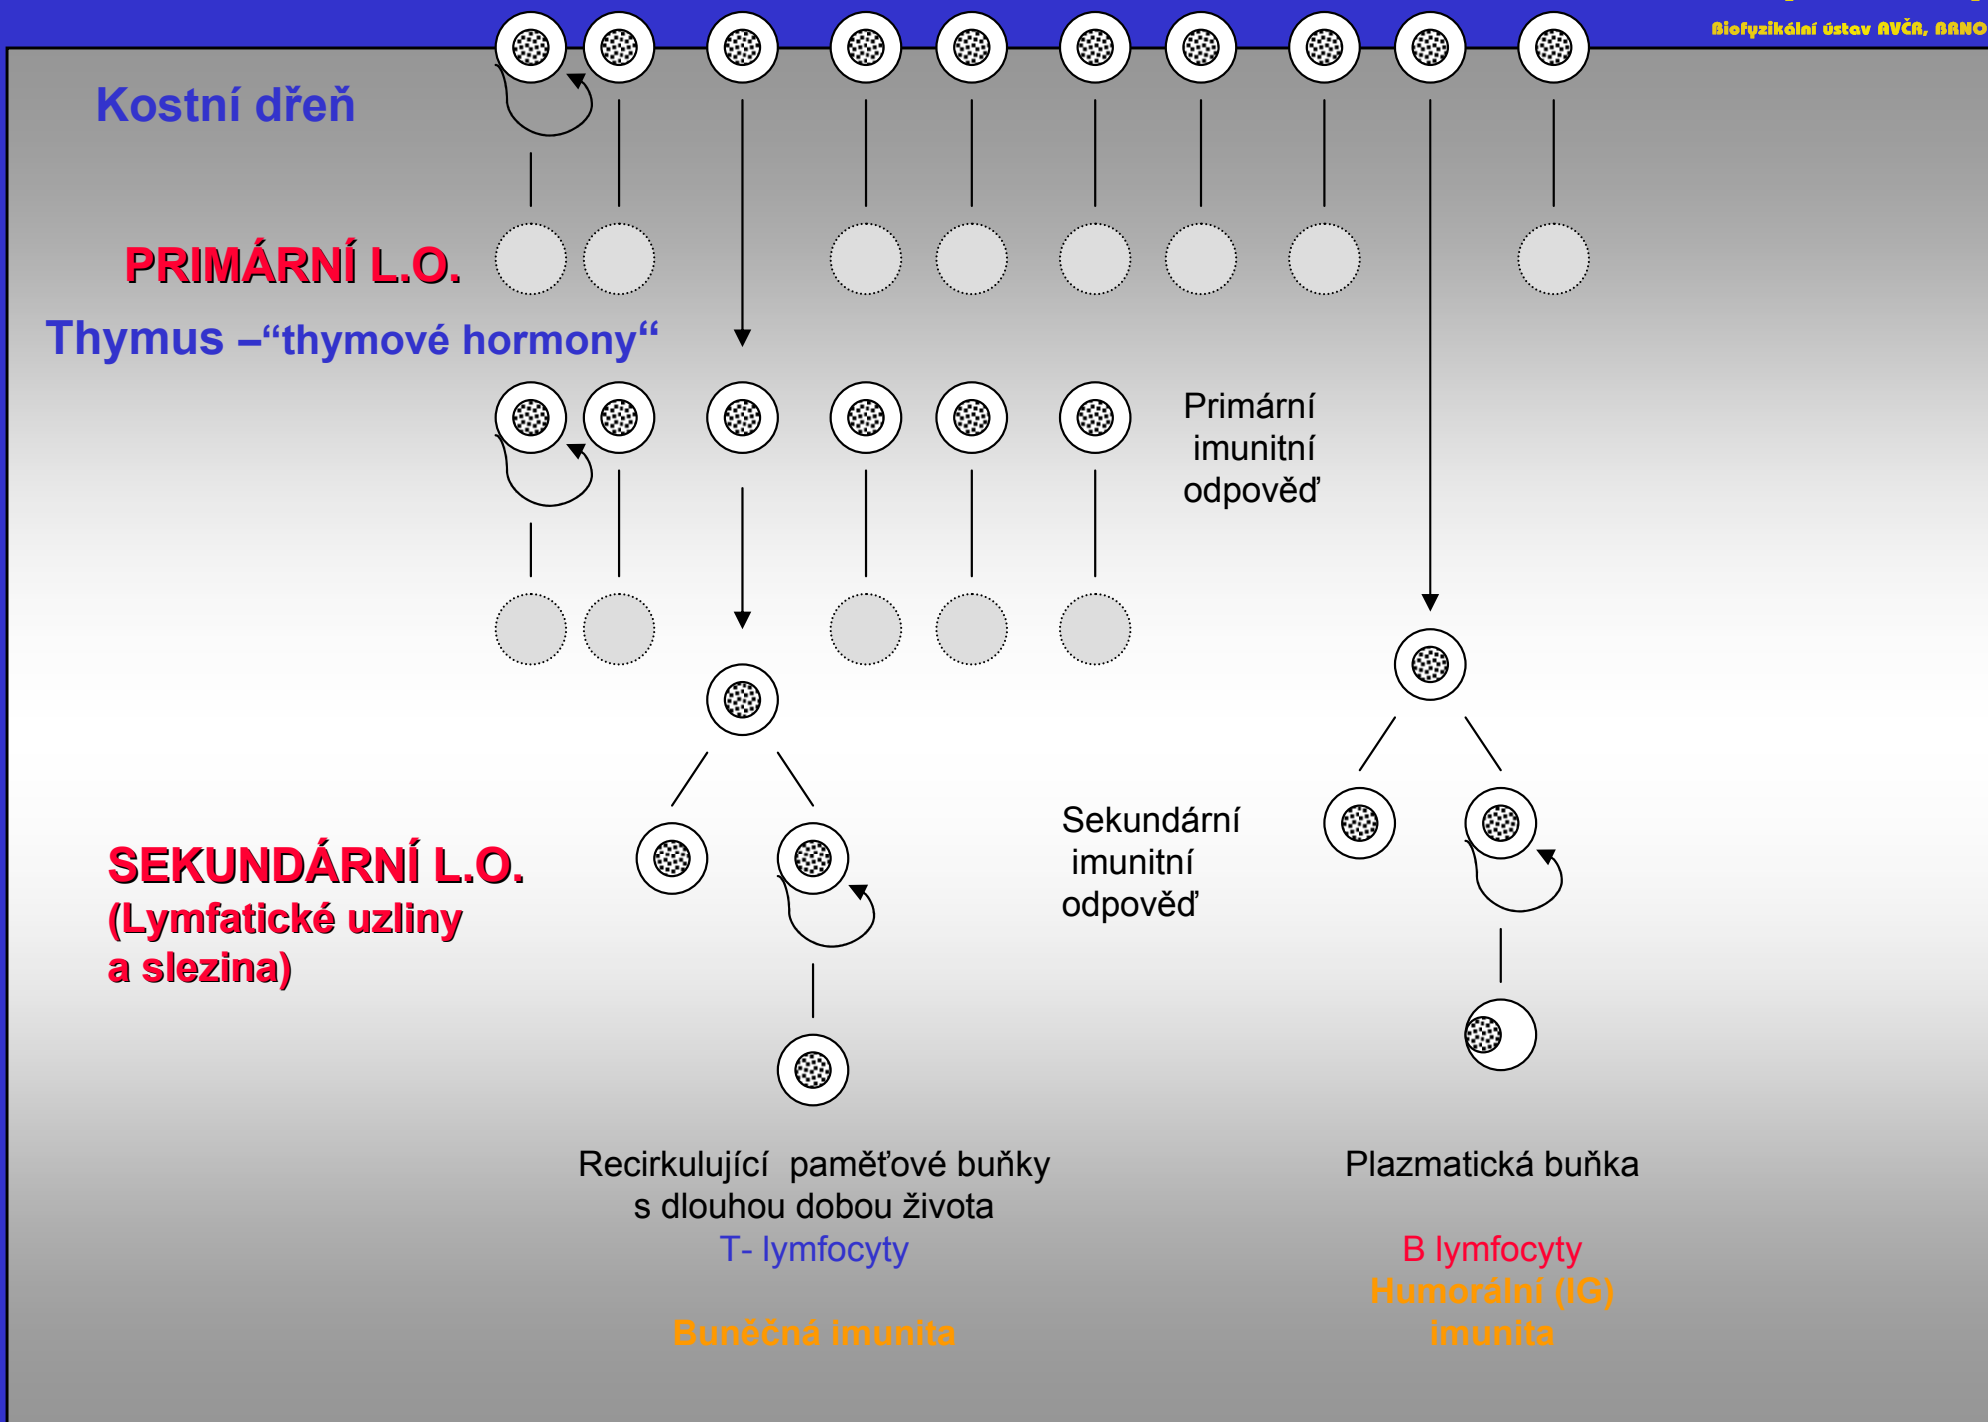 Biofyzikální ústav AVČR, BRNO
Kostní dřeň
PRIMÁRNÍ L.O.
Thymus –“thymové hormony“
Primární
imunitní
odpověď
Sekundární
imunitní
odpověď
SEKUNDÁRNÍ L.O.
(Lymfatické uzliny
a slezina)
Recirkulující paměťové buňky
s dlouhou dobou života
T- lymfocyty
Buněčná imunita
Plazmatická buňka
B lymfocyty
Humorální (IG)
imunita